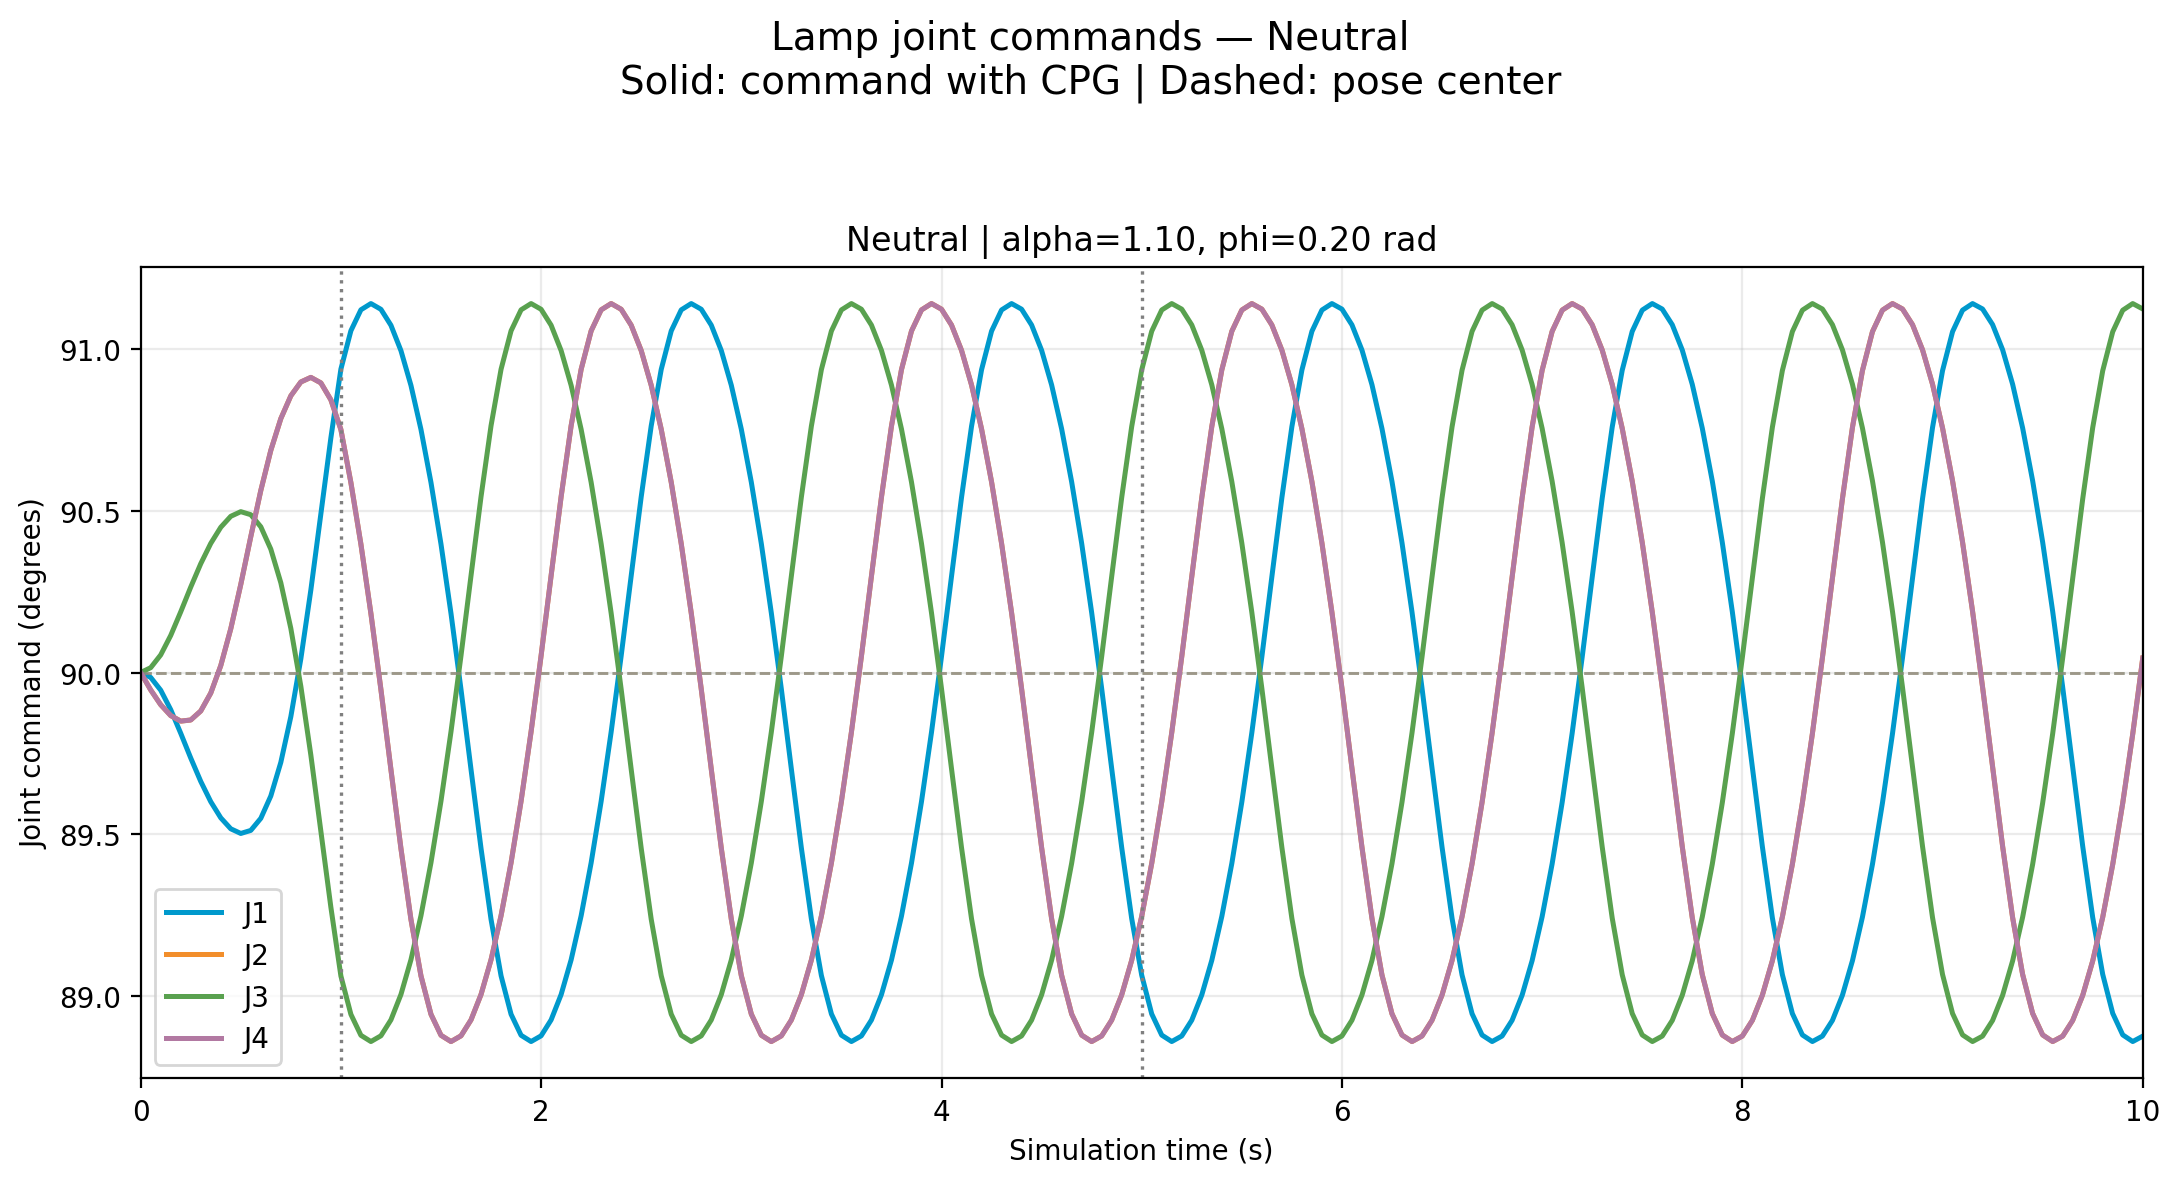 Lamp joint commands — Neutral
Solid: command with CPG | Dashed: pose center
Neutral | alpha=1.10, phi=0.20 rad
Joint command (degrees)
91.0
90.5
90.0
89.5
89.0
J1
J2
J3
J4
0 2 4 6 8 10
Simulation time (s)